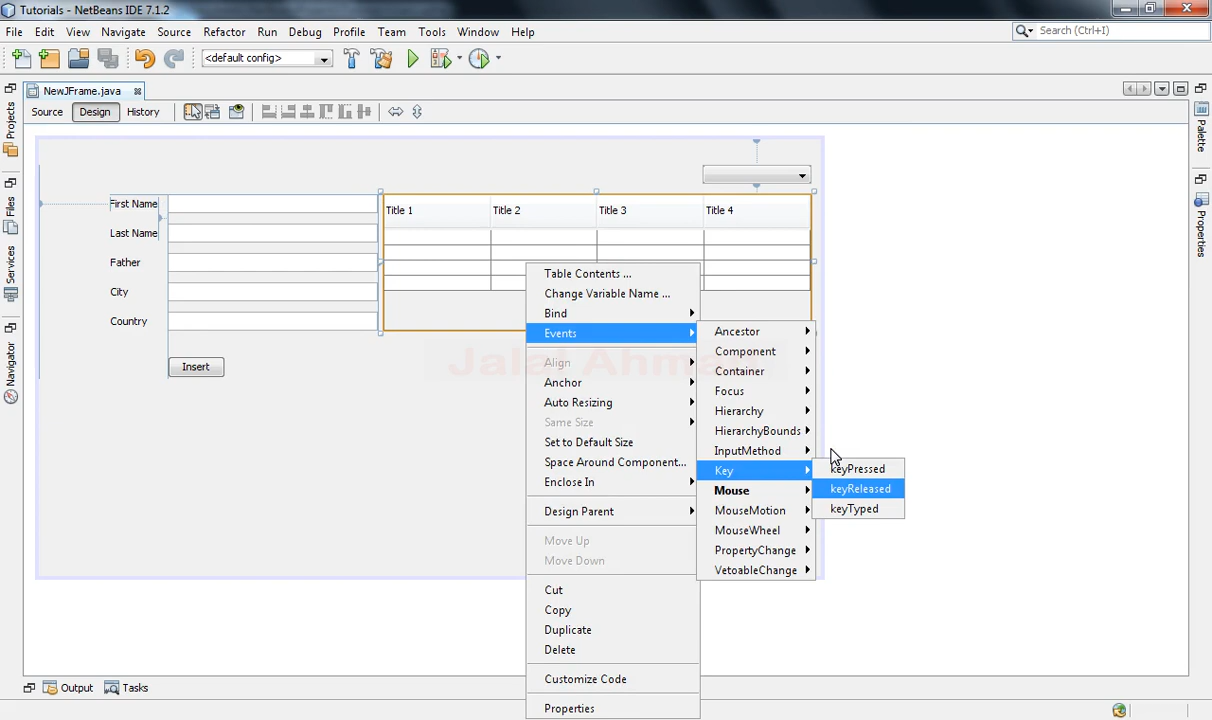 Tutorials - NetBeans IDE 7.1.2
File Edit View Navigate Source Refactor Run Debug Profile Team Tools Window Help
Search (Ctrl+I)
<default config>
NewJFrame.java
Source Design History
Projects
Files
Services
Navigator
Palette
Properties
First Name
Last Name
Father
City
Country
Insert
Title 1 Title 2 Title 3 Title 4
Jalal Ahma
Table Contents ...
Change Variable Name ...
Bind
Events
Align
Anchor
Auto Resizing
Same Size
Set to Default Size
Space Around Component...
Enclose In
Design Parent
Move Up
Move Down
Cut
Copy
Duplicate
Delete
Customize Code
Properties
Ancestor
Component
Container
Focus
Hierarchy
HierarchyBounds
InputMethod
Key
Mouse
MouseMotion
MouseWheel
PropertyChange
VetoableChange
keyPressed
keyReleased
keyTyped
Output Tasks